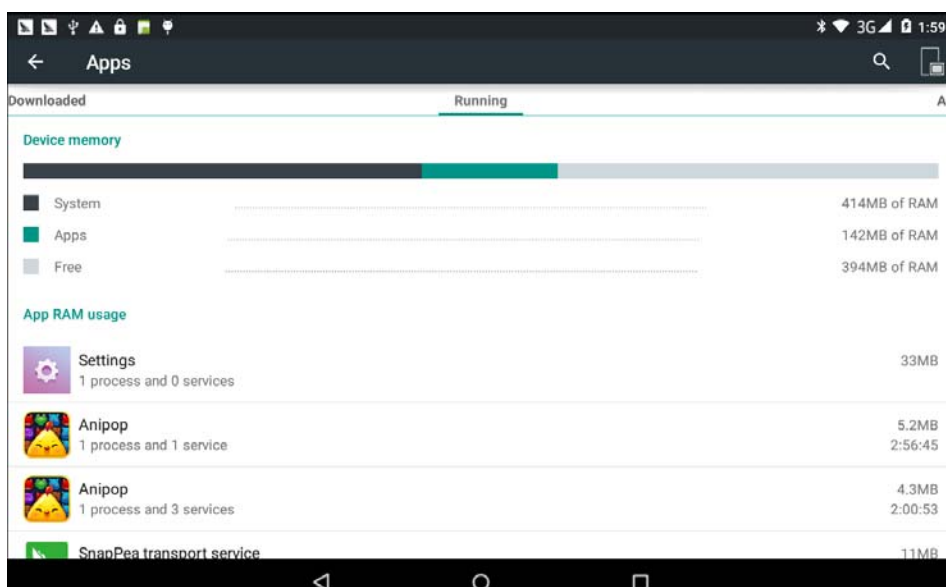 3G 1:59
Apps
Downloaded Running A
Device memory
System 414MB of RAM
Apps 142MB of RAM
Free 394MB of RAM
App RAM usage
Settings 33MB
1 process and 0 services
Anipop 5.2MB
1 process and 1 service 2:56:45
Anipop 4.3MB
1 process and 3 services 2:00:53
SnapPea transport service 11MB